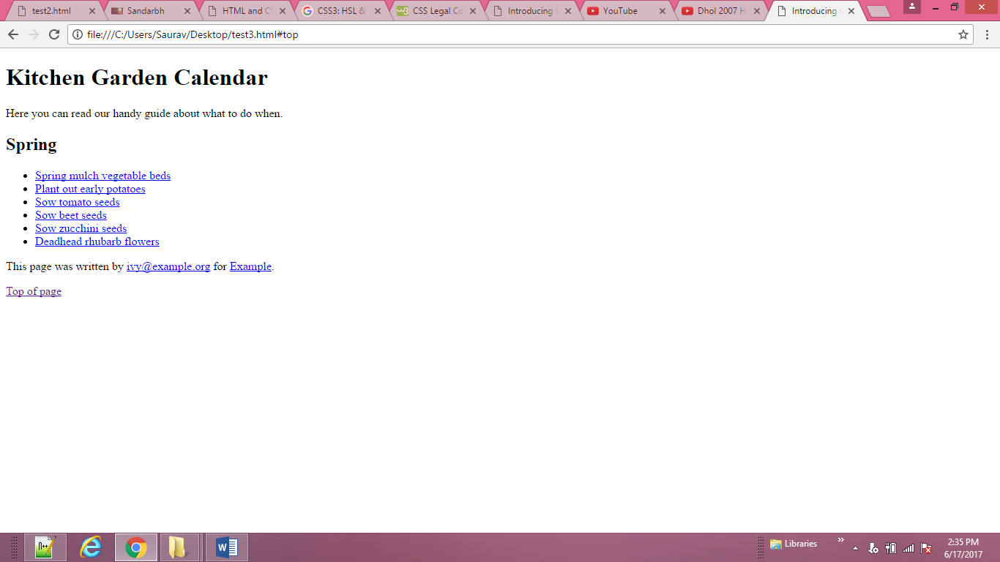 test2.html
Sandarbh
HTML and CS
CSS3: HSL &
CSS Legal Co
Introducing
YouTube
Dhol 2007 H
Introducing
file:///C:/Users/Saurav/Desktop/test3.html#top
Kitchen Garden Calendar
Here you can read our handy guide about what to do when.
Spring
Spring mulch vegetable beds
Plant out early potatoes
Sow tomato seeds
Sow beet seeds
Sow zucchini seeds
Deadhead rhubarb flowers
This page was written by ivy@example.org for Example.
Top of page
Libraries
2:35 PM
6/17/2017